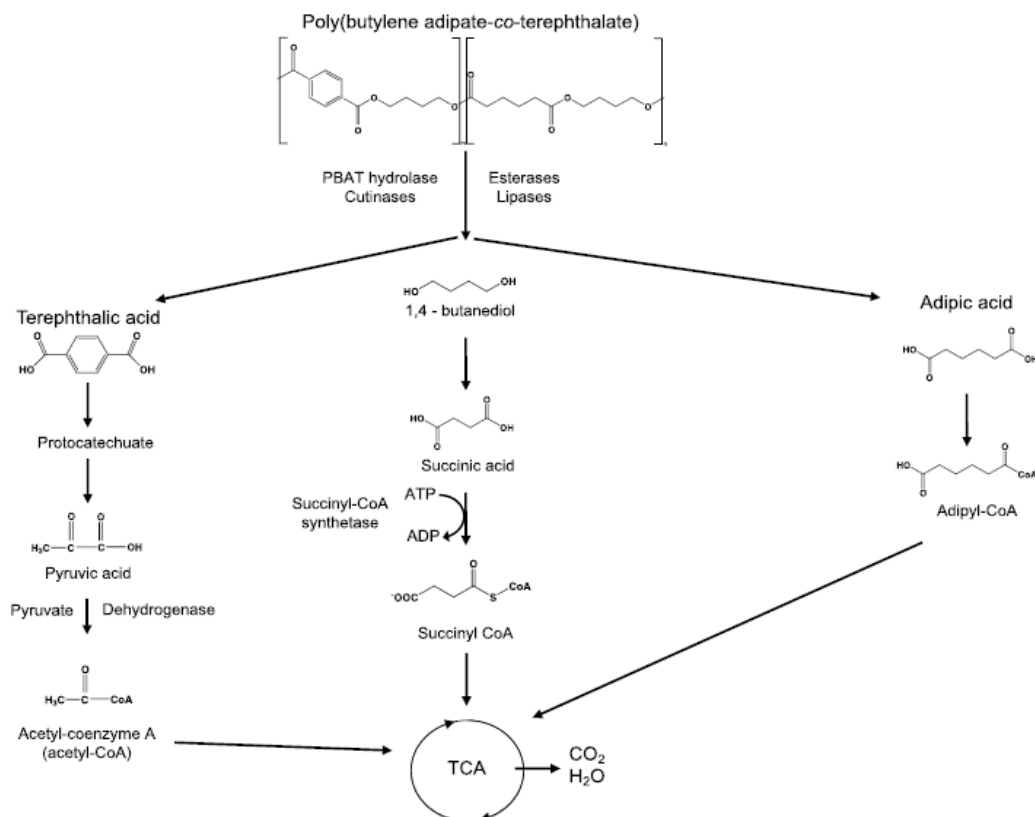 Poly(butylene adipate-co-terephthalate)
O
O
O
O
O
O
O
O
n
PBAT hydrolase
Cutinases
Esterases
Lipases
Terephthalic acid
O
HO
O
OH
HO
OH
1,4 - butanediol
Adipic acid
HO
O
O
OH
Protocatechuate
HO
O
O
OH
Succinic acid
HO
O
O
CoA
Adipyl-CoA
Succinyl-CoA
synthetase
ATP
ADP
O
O
H₃C
C
C
OH
Pyruvic acid
Pyruvate
Dehydrogenase
⁻OOC
O
S
CoA
Succinyl CoA
O
H₃C
C
CoA
Acetyl-coenzyme A
(acetyl-CoA)
TCA
CO₂
H₂O